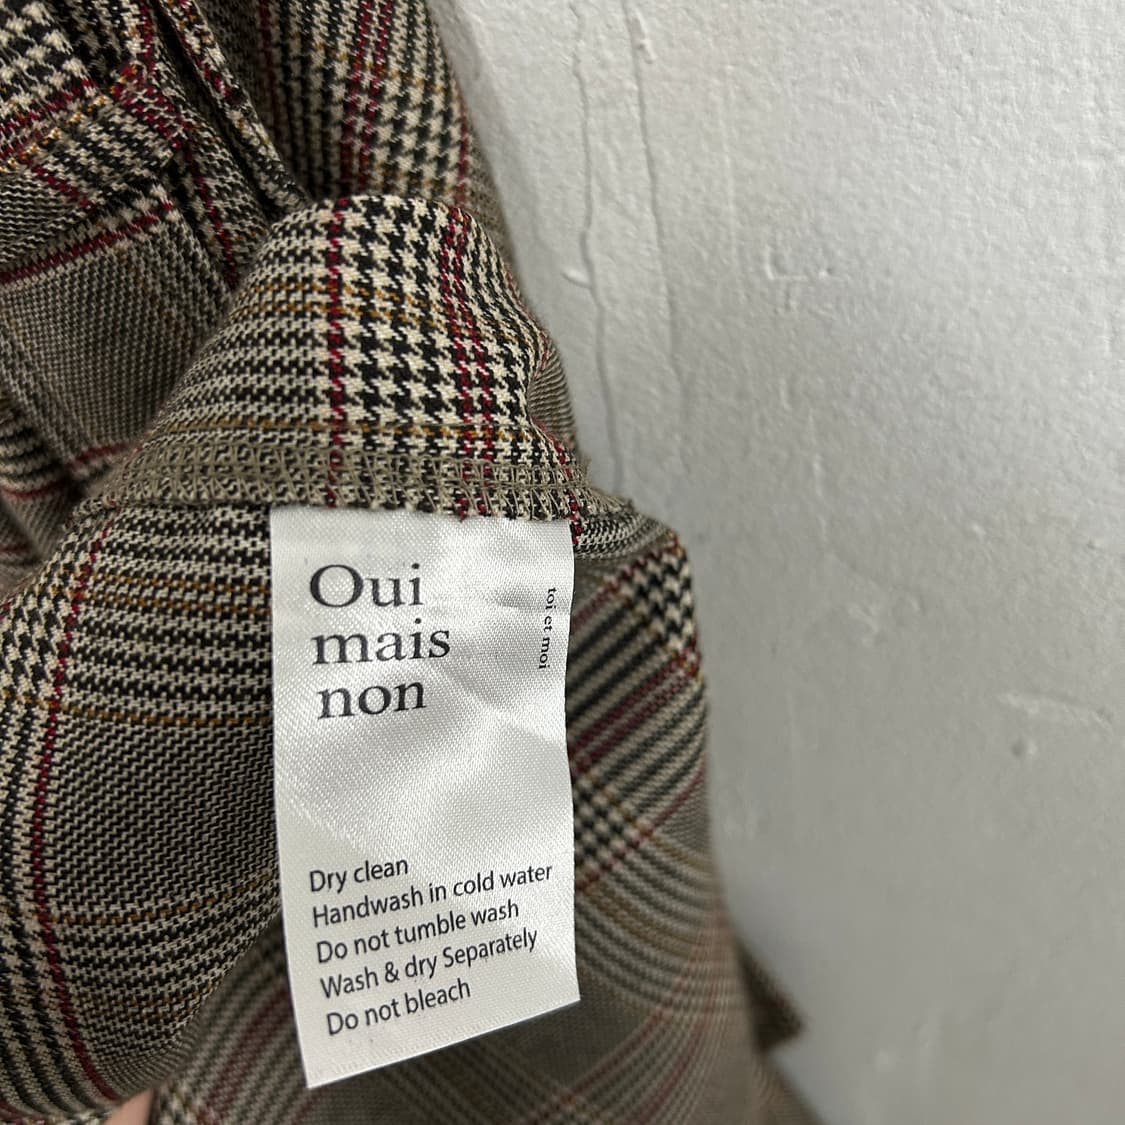 Oui
mais
non
toi et moi
Dry clean
Handwash in cold water
Do not tumble wash
Wash & dry Separately
Do not bleach